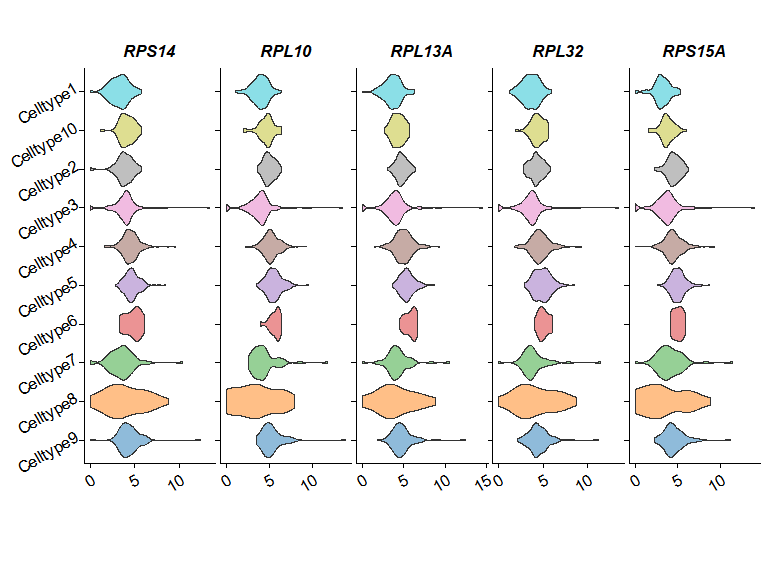 RPS14 RPL10 RPL13A RPL32 RPS15A
Celltype1
Celltype10
Celltype2
Celltype3
Celltype4
Celltype5
Celltype6
Celltype7
Celltype8
Celltype9
0 5 10 0 5 10 0 5 10 15 0 5 10 0 5 10